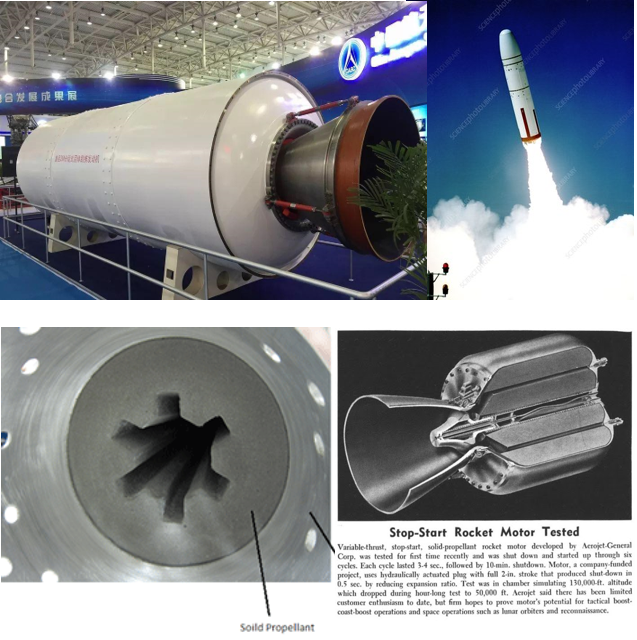 合发展成果展
Stop-Start Rocket Motor Tested
Variable-thrust, stop-start, solid-propellant rocket motor developed by Aerojet-General
Corp. was tested for first time recently and was shut down and started up through six
cycles. Each cycle lasted 3-4 sec., followed by 10-min. shutdown. Motor, a company-funded
project, uses hydraulically actuated plug with full 2-in. stroke that produced shut-down in
0.5 sec. by reducing expansion ratio. Test was in chamber simulating 130,000-ft. altitude
which dropped during hour-long test to 50,000 ft. Aerojet said there has been limited
customer enthusiasm to date, but firm hopes to prove motor's potential for tactical boost-
coast-boost operations and space operations such as lunar orbiters and reconnaissance.
Soild Propellant